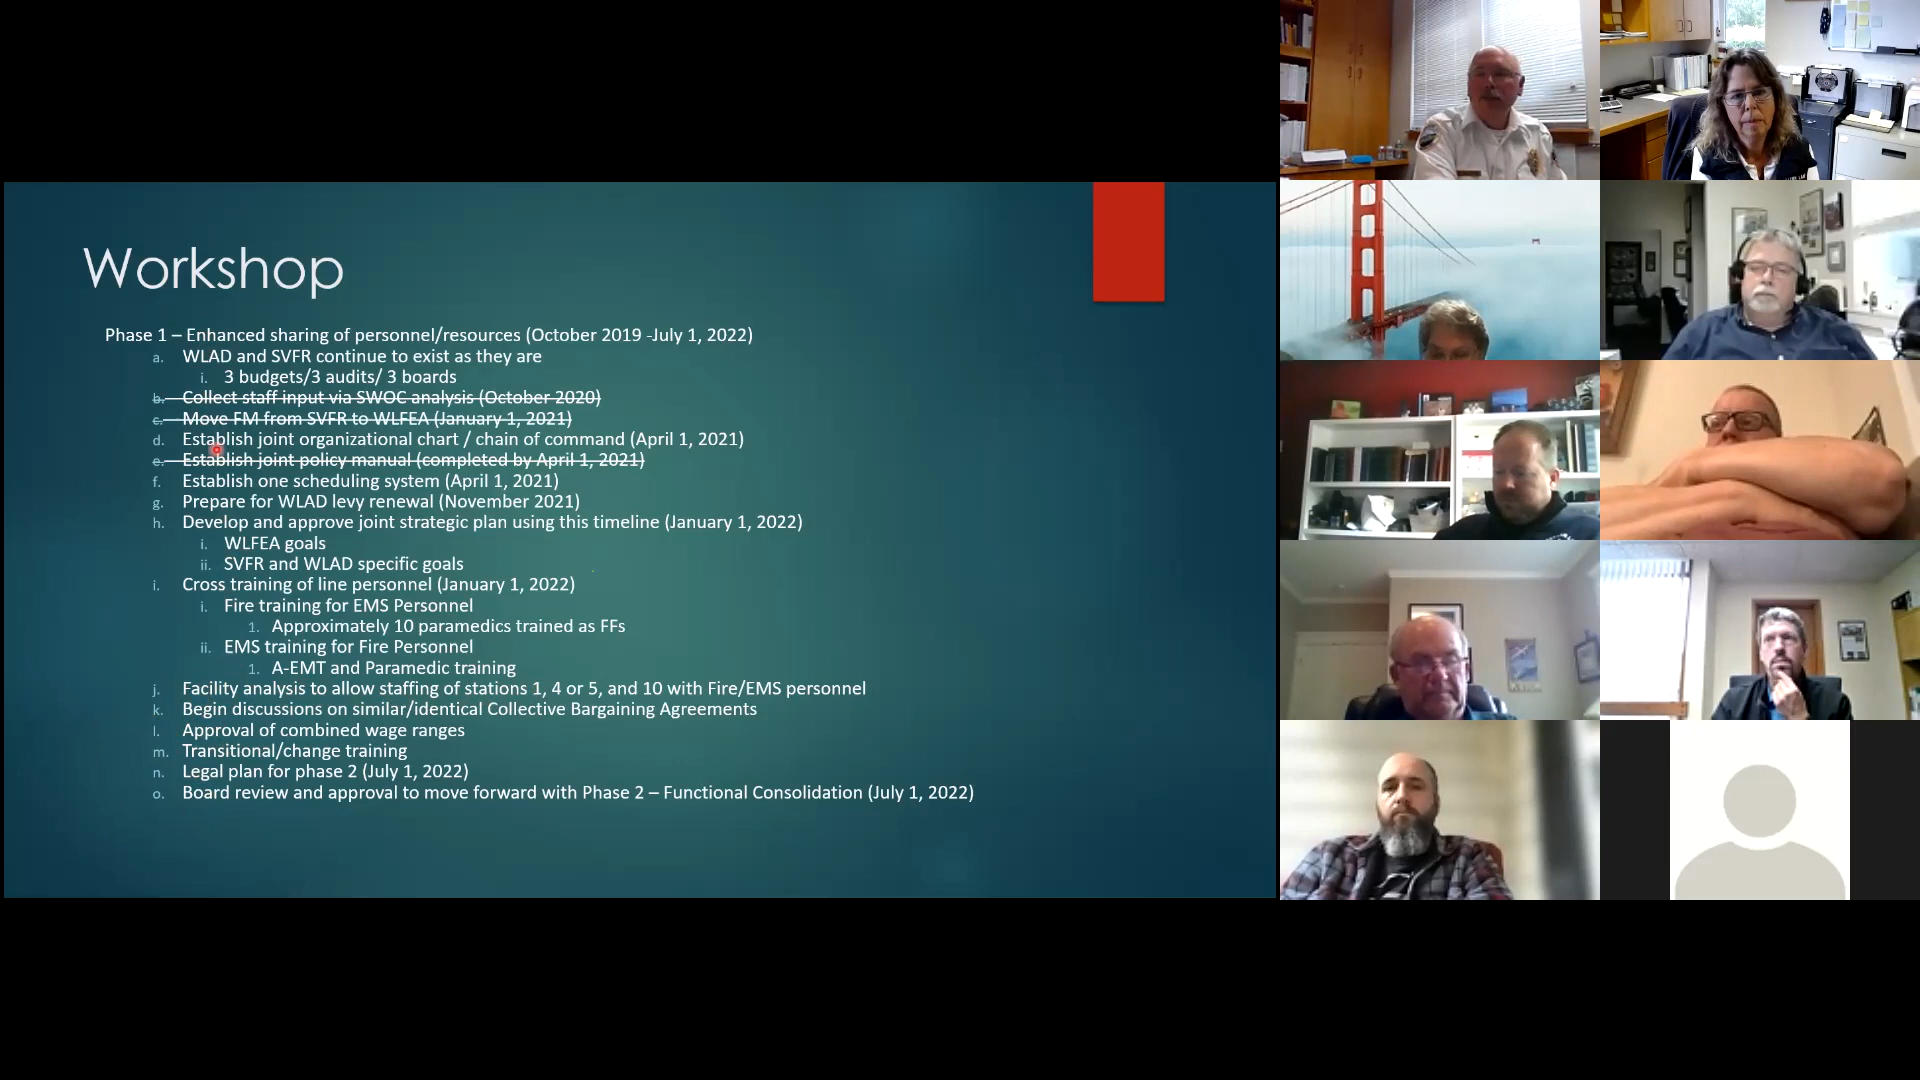 Workshop
Phase 1 – Enhanced sharing of personnel/resources (October 2019 -July 1, 2022)
a. WLAD and SVFR continue to exist as they are
i. 3 budgets/3 audits/ 3 boards
b. Collect staff input via SWOC analysis (October 2020)
c. Move FM from SVFR to WLFEA (January 1, 2021)
d. Establish joint organizational chart / chain of command (April 1, 2021)
e. Establish joint policy manual (completed by April 1, 2021)
f. Establish one scheduling system (April 1, 2021)
g. Prepare for WLAD levy renewal (November 2021)
h. Develop and approve joint strategic plan using this timeline (January 1, 2022)
i. WLFEA goals
ii. SVFR and WLAD specific goals
i. Cross training of line personnel (January 1, 2022)
i. Fire training for EMS Personnel
1. Approximately 10 paramedics trained as FFs
ii. EMS training for Fire Personnel
1. A-EMT and Paramedic training
j. Facility analysis to allow staffing of stations 1, 4 or 5, and 10 with Fire/EMS personnel
k. Begin discussions on similar/identical Collective Bargaining Agreements
l. Approval of combined wage ranges
m. Transitional/change training
n. Legal plan for phase 2 (July 1, 2022)
o. Board review and approval to move forward with Phase 2 – Functional Consolidation (July 1, 2022)